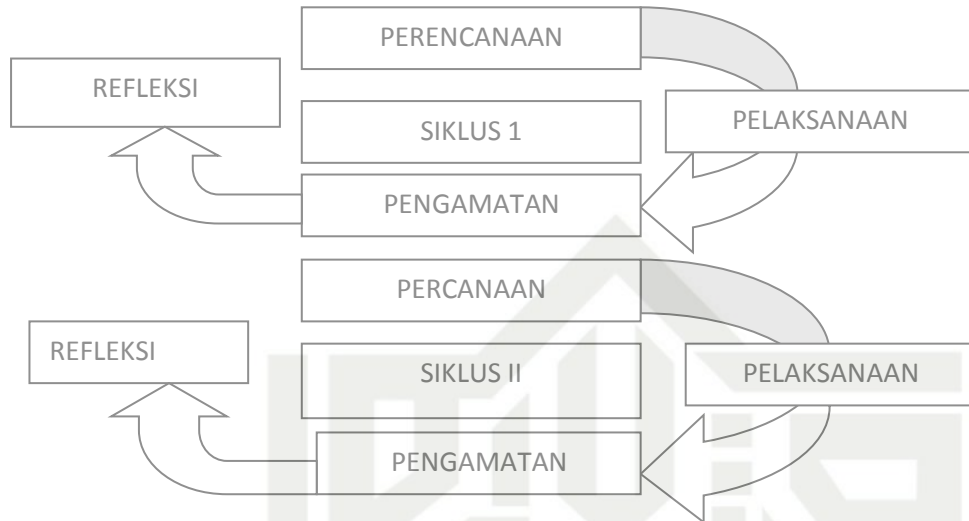 PERENCANAAN
REFLEKSI
SIKLUS 1
PELAKSANAAN
PENGAMATAN
PERCANAAN
REFLEKSI
SIKLUS II
PELAKSANAAN
PENGAMATAN